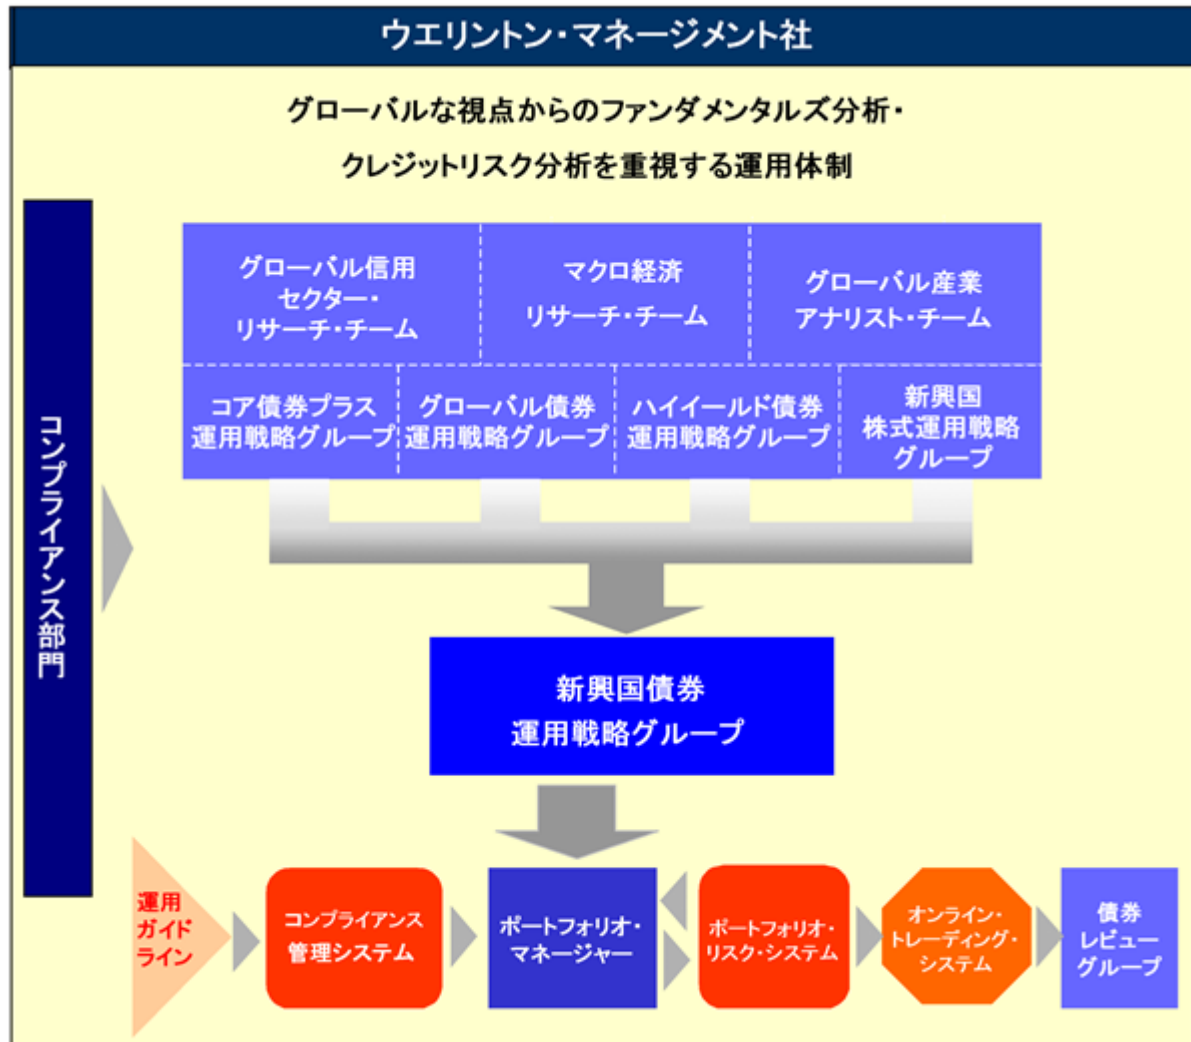 ウエリントン・マネージメント社
グローバルな視点からのファンダメンタルズ分析・
クレジットリスク分析を重視する運用体制
コンプライアンス部門
グローバル信用
セクター・
リサーチ・チーム
マクロ経済
リサーチ・チーム
グローバル産業
アナリスト・チーム
コア債券プラス
運用戦略グループ
グローバル債券
運用戦略グループ
ハイイールド債券
運用戦略グループ
新興国
株式運用戦略
グループ
新興国債券
運用戦略グループ
運用
ガイド
ライン
コンプライアンス
管理システム
ポートフォリオ・
マネージャー
ポートフォリオ・
リスク・システム
オンライン・
トレーディング・
システム
債券
レビュー
グループ